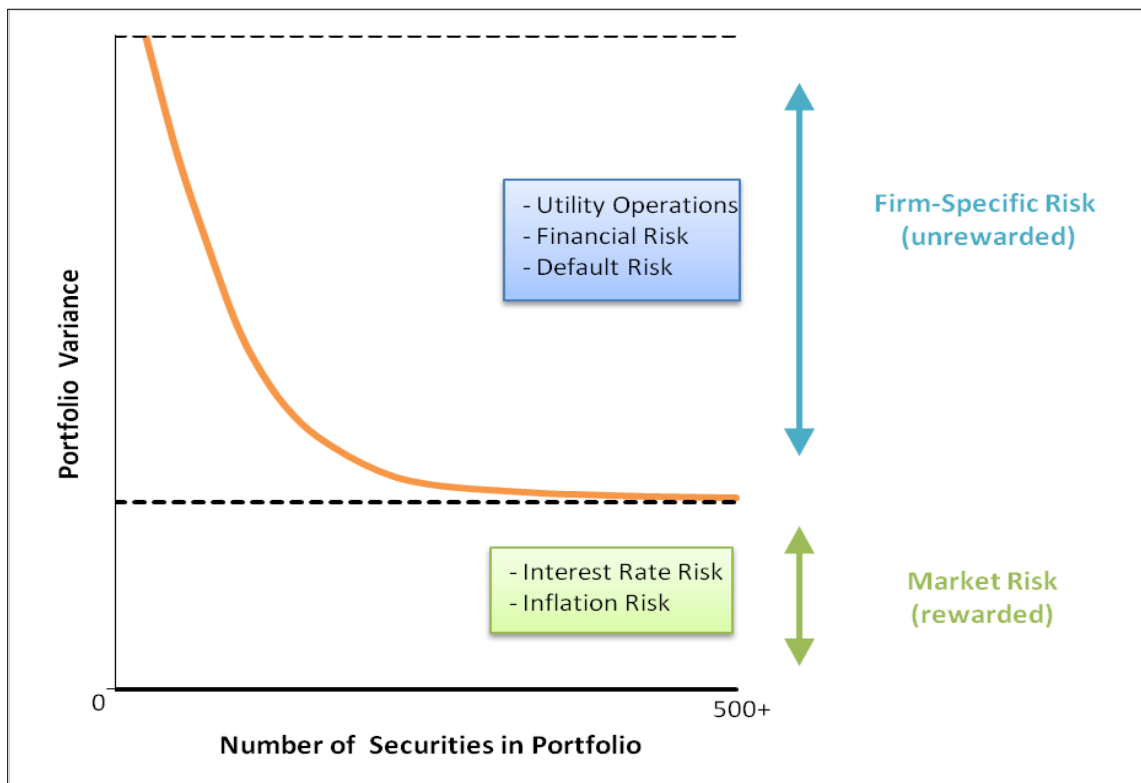 Portfolio Variance
- Utility Operations
- Financial Risk
- Default Risk
Firm-Specific Risk
(unrewarded)
- Interest Rate Risk
- Inflation Risk
Market Risk
(rewarded)
0
500+
Number of Securities in Portfolio